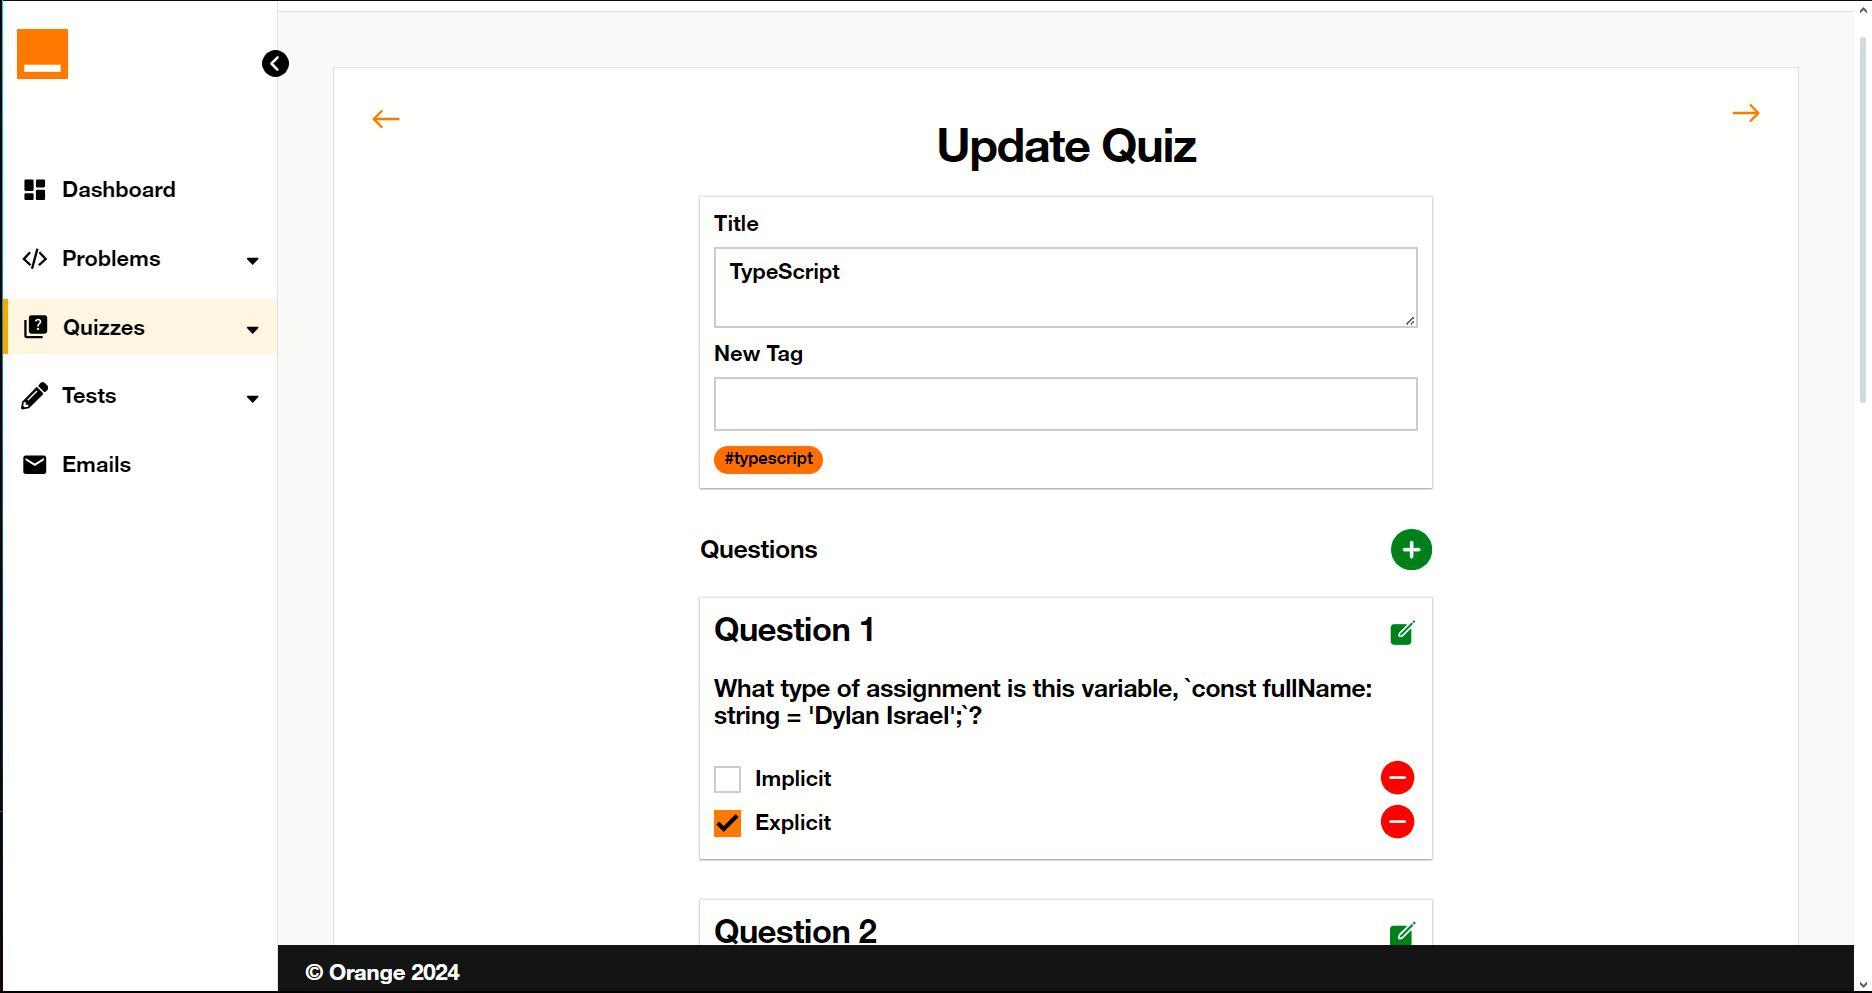 Dashboard
Problems
Quizzes
Tests
Emails
Update Quiz
Title
TypeScript
New Tag
#typescript
Questions
Question 1
What type of assignment is this variable, `const fullName:
string = 'Dylan Israel';`?
Implicit
Explicit
Question 2
© Orange 2024